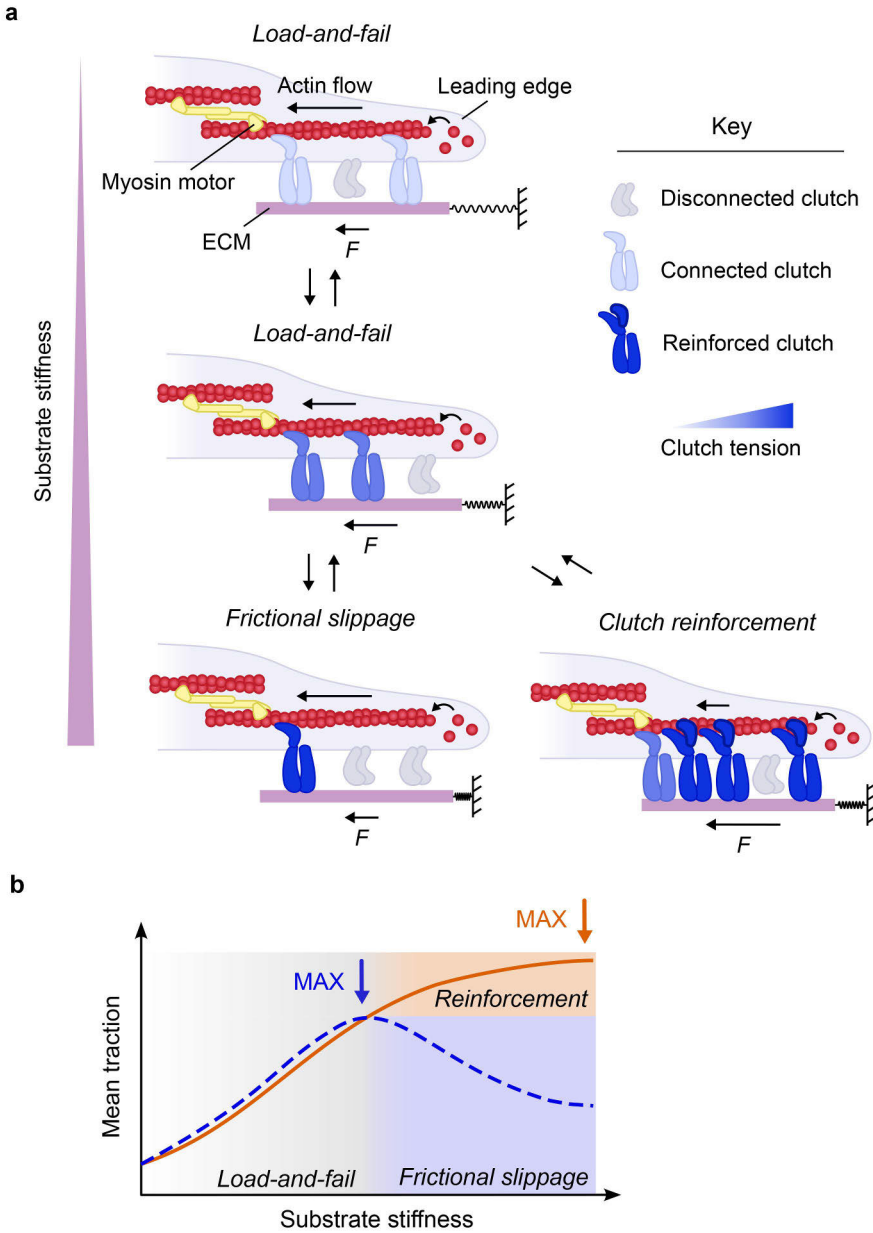 a
Load-and-fail
Actin flow
Leading edge
Myosin motor
ECM
F
Key
Disconnected clutch
Connected clutch
Reinforced clutch
Clutch tension
Substrate stiffness
Load-and-fail
F
Frictional slippage
F
Clutch reinforcement
F
b
MAX
MAX
Reinforcement
Mean traction
Load-and-fail
Frictional slippage
Substrate stiffness